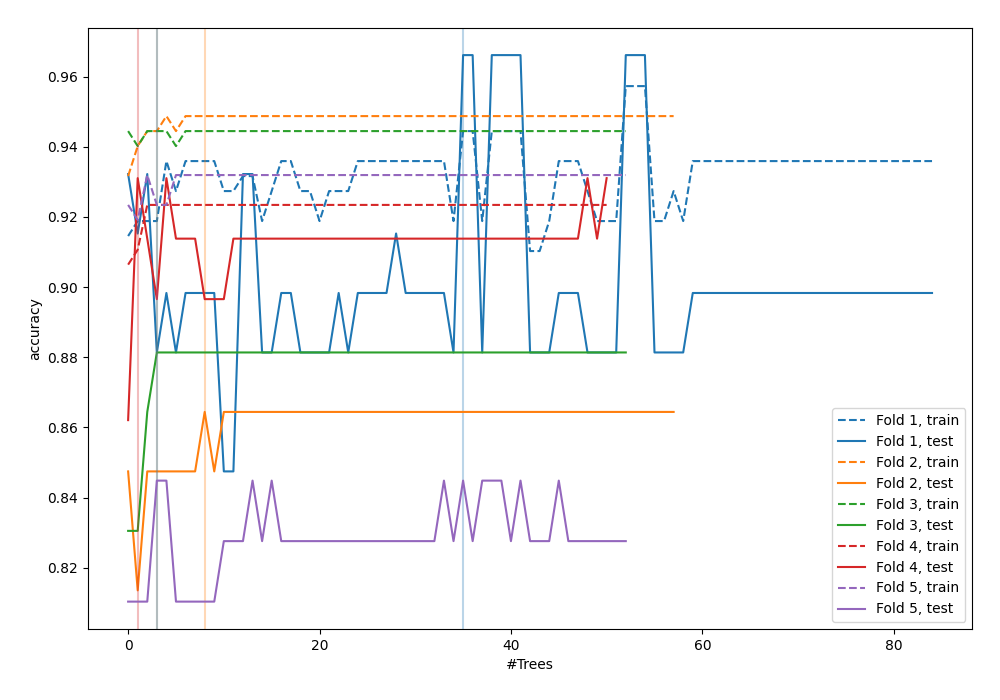 0.96
0.94
0.92
0.90
0.88
0.86
0.84
0.82
accuracy
0
20
40
60
80
#Trees
Fold 1, train
Fold 1, test
Fold 2, train
Fold 2, test
Fold 3, train
Fold 3, test
Fold 4, train
Fold 4, test
Fold 5, train
Fold 5, test